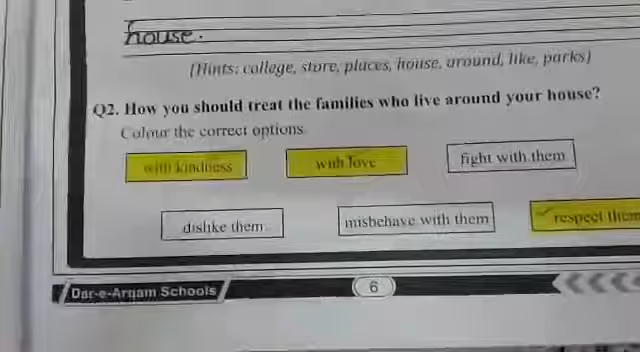 house.
(Hints: college, store, places, house, around, like, parks)
Q2. How you should treat the families who live around your house?
Colour the correct options.
with kindness
with love
fight with them
dislike them
misbehave with them
respect them
Dar-e-Arqam Schools
6